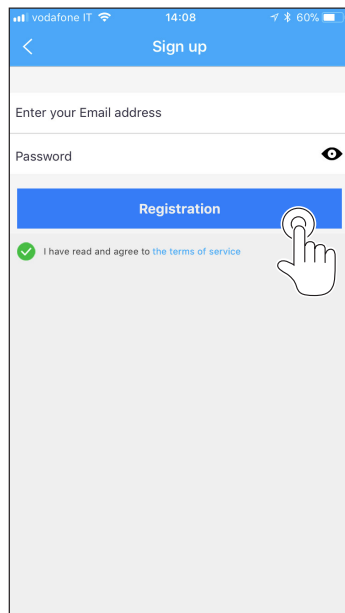 vodafone IT 14:08 60%
Sign up
Enter your Email address
Password
Registration
I have read and agree to the terms of service